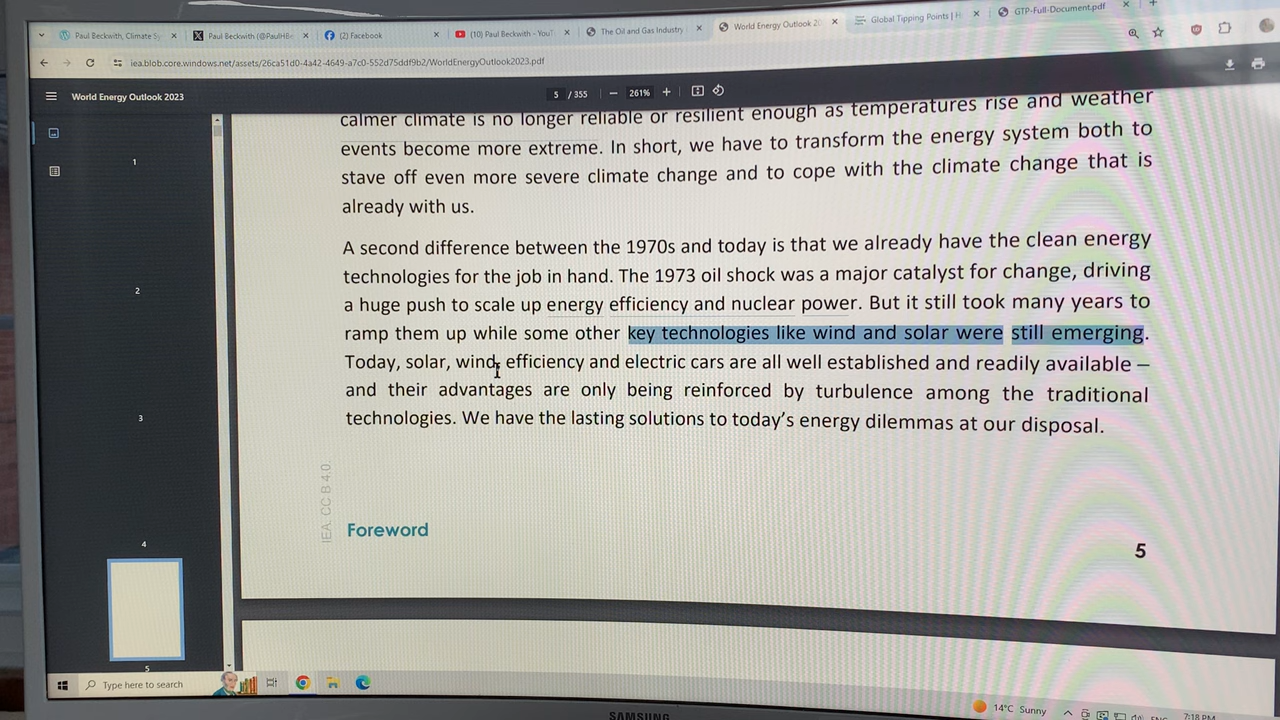 Paul Beckwith, Climate Sy
Paul Beckwith (@PaulHBe
(2) Facebook
(10) Paul Beckwith - YouT
The Oil and Gas Industry
World Energy Outlook 20
Global Tipping Points | H
GTP-Full-Document.pdf
iea.blob.core.windows.net/assets/26ca51d0-4a42-4649-a7c0-552d75ddf9b2/WorldEnergyOutlook2023.pdf
World Energy Outlook 2023
5 / 355
261%
calmer climate is no longer reliable or resilient enough as temperatures rise and weather
events become more extreme. In short, we have to transform the energy system both to
stave off even more severe climate change and to cope with the climate change that is
already with us.
A second difference between the 1970s and today is that we already have the clean energy
technologies for the job in hand. The 1973 oil shock was a major catalyst for change, driving
a huge push to scale up energy efficiency and nuclear power. But it still took many years to
ramp them up while some other key technologies like wind and solar were still emerging.
Today, solar, wind, efficiency and electric cars are all well established and readily available –
and their advantages are only being reinforced by turbulence among the traditional
technologies. We have the lasting solutions to today's energy dilemmas at our disposal.
IEA. CC B 4.0.
Foreword
5
1
2
3
4
5
Type here to search
14°C Sunny
ENG
7:18 PM
SAMSUNG